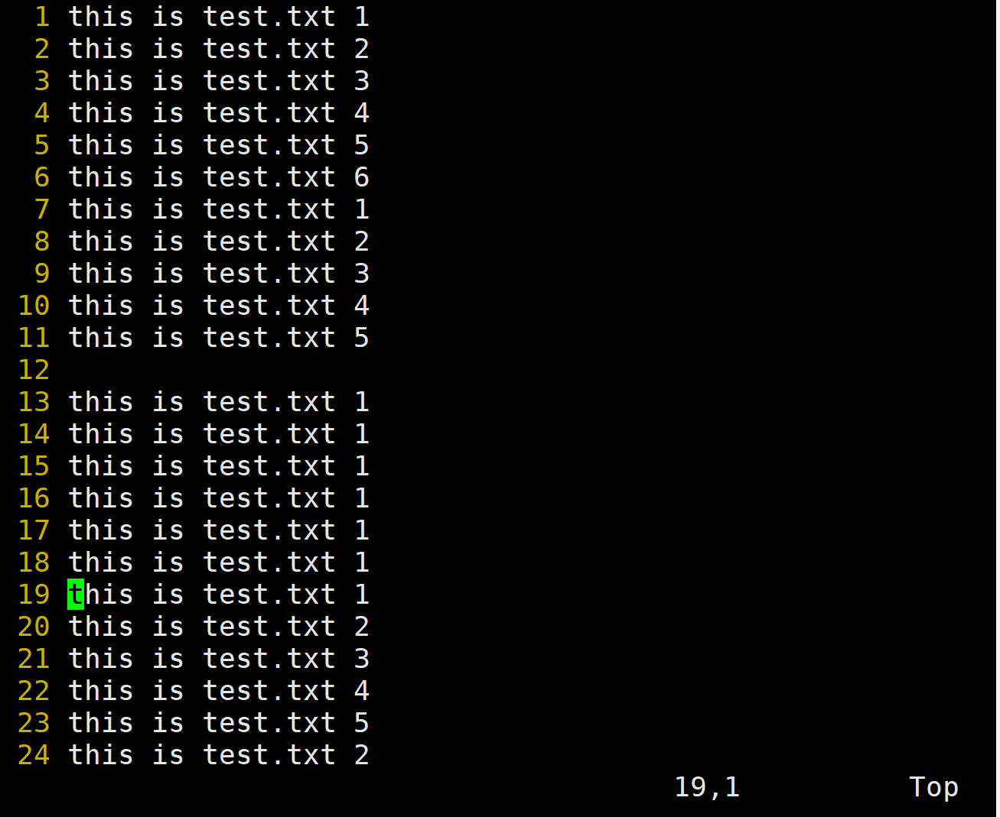 1 this is test.txt 1
2 this is test.txt 2
3 this is test.txt 3
4 this is test.txt 4
5 this is test.txt 5
6 this is test.txt 6
7 this is test.txt 1
8 this is test.txt 2
9 this is test.txt 3
10 this is test.txt 4
11 this is test.txt 5
12
13 this is test.txt 1
14 this is test.txt 1
15 this is test.txt 1
16 this is test.txt 1
17 this is test.txt 1
18 this is test.txt 1
19 this is test.txt 1
20 this is test.txt 2
21 this is test.txt 3
22 this is test.txt 4
23 this is test.txt 5
24 this is test.txt 2
19,1 Top